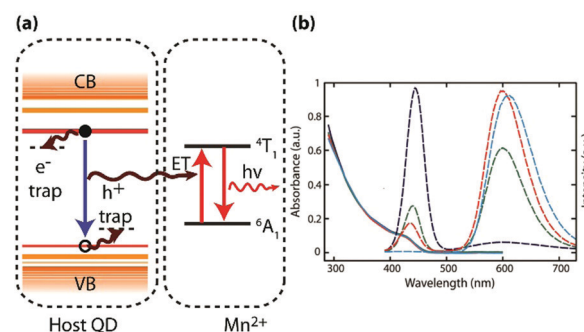 (a)
CB
e-
trap
h+
trap
ET
⁴T₁
hν
⁶A₁
VB
Host QD
Mn²⁺
(b)
Absorbance (a.u.)
1
0.8
0.6
0.4
0.2
0
300 400 500 600 700
Wavelength (nm)